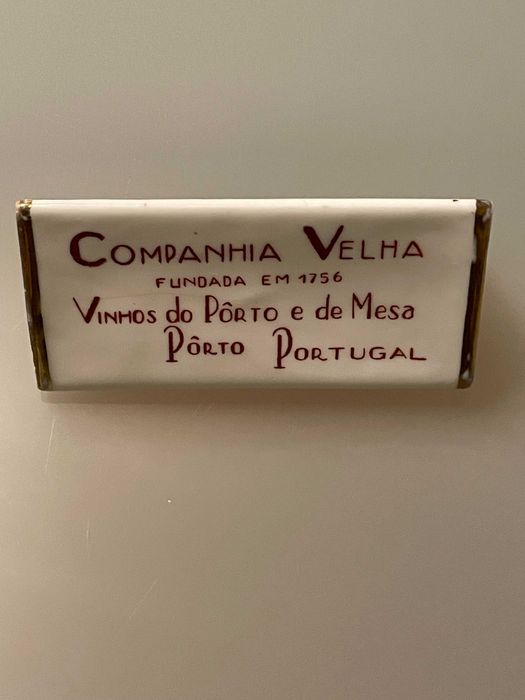 COMPANHIA VELHA
FUNDADA EM 1756
VINHOS do PÔRTO e de MESA
PÔRTO PORTUGAL